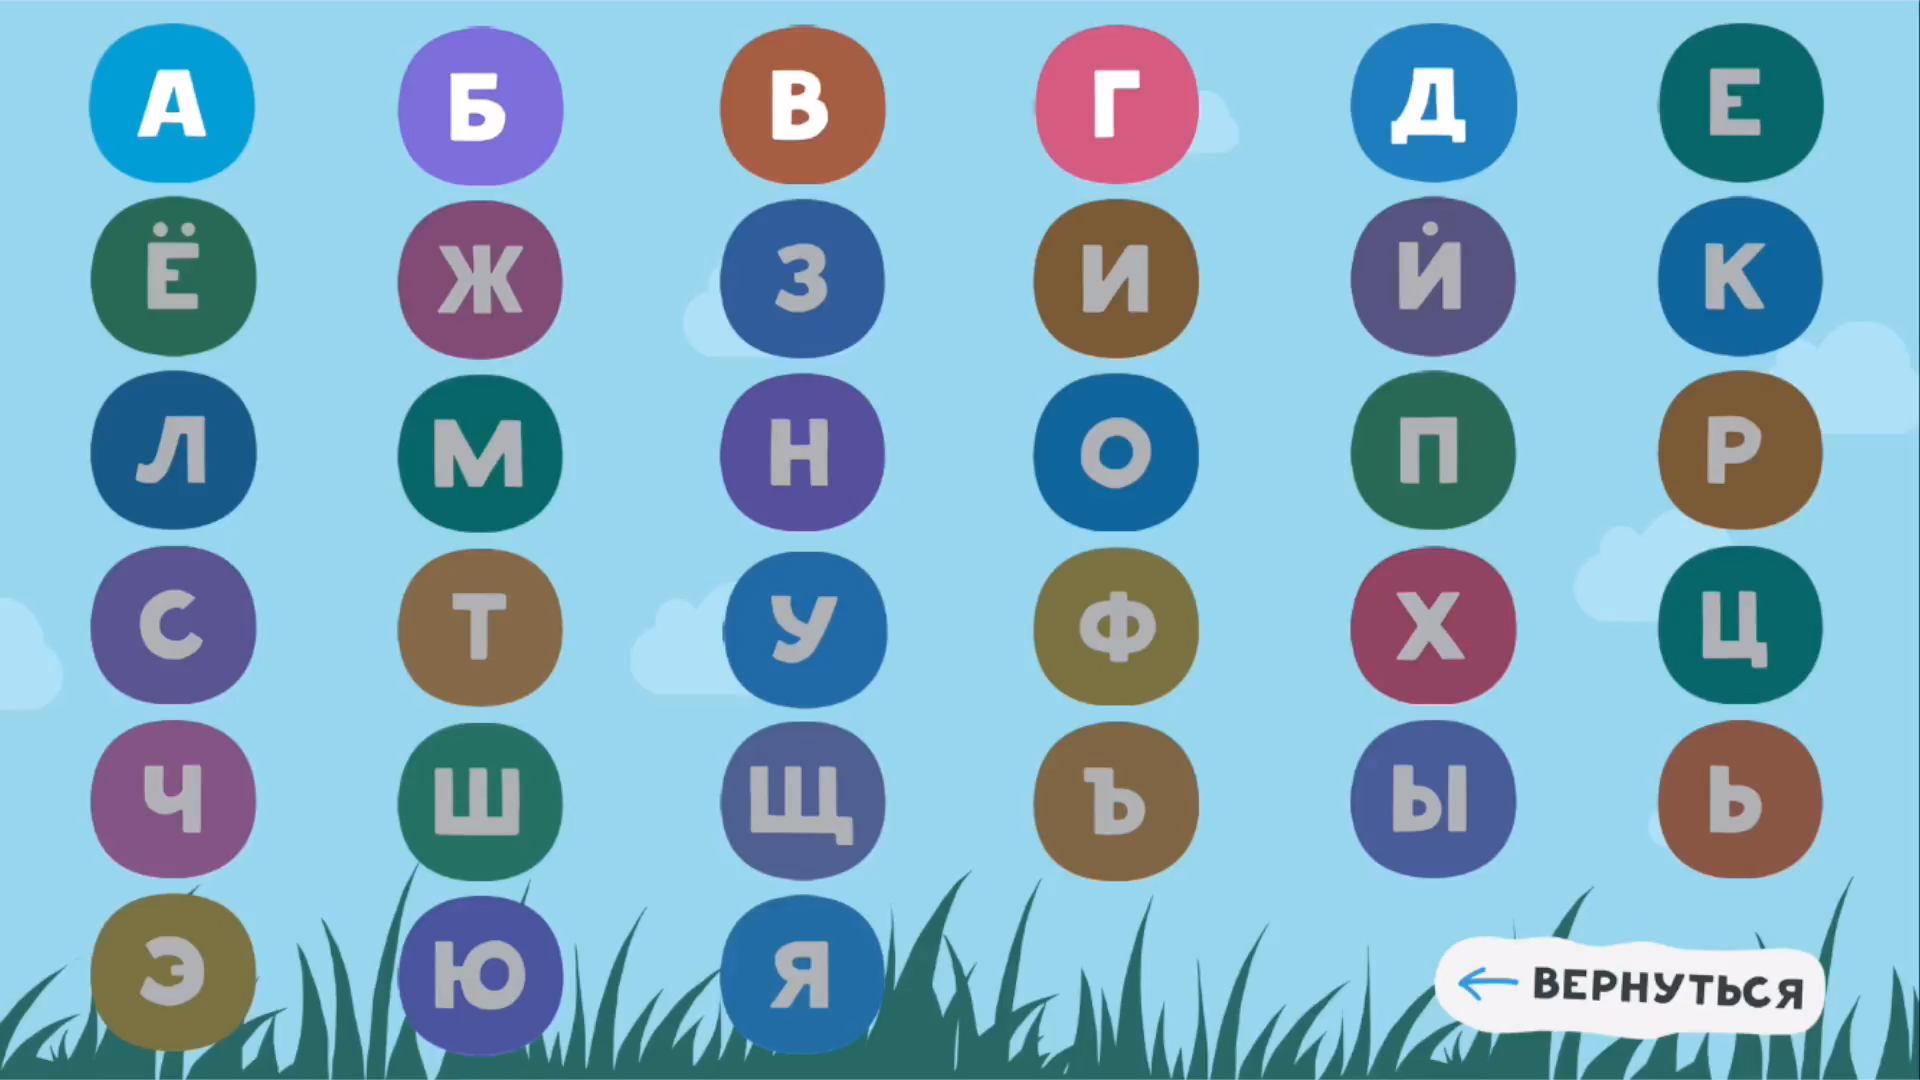 А Б В Г Д Е
Ё Ж З И Й К
Л М Н О П Р
С Т У Ф Х Ц
Ч Ш Щ Ъ Ы Ь
Э Ю Я
← ВЕРНУТЬСЯ